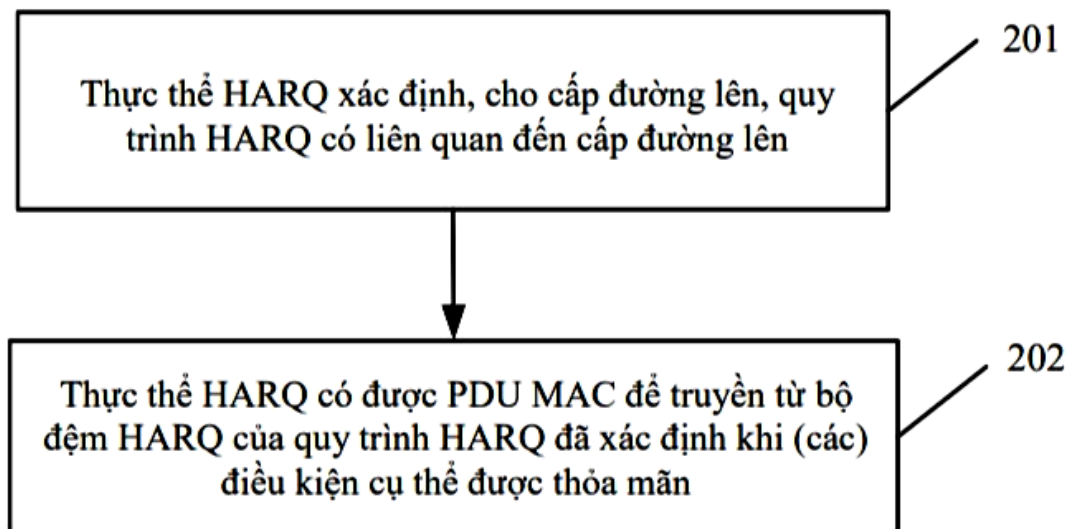 201
Thực thể HARQ xác định, cho cấp đường lên, quy
trình HARQ có liên quan đến cấp đường lên
202
Thực thể HARQ có được PDU MAC để truyền từ bộ
đệm HARQ của quy trình HARQ đã xác định khi (các)
điều kiện cụ thể được thỏa mãn